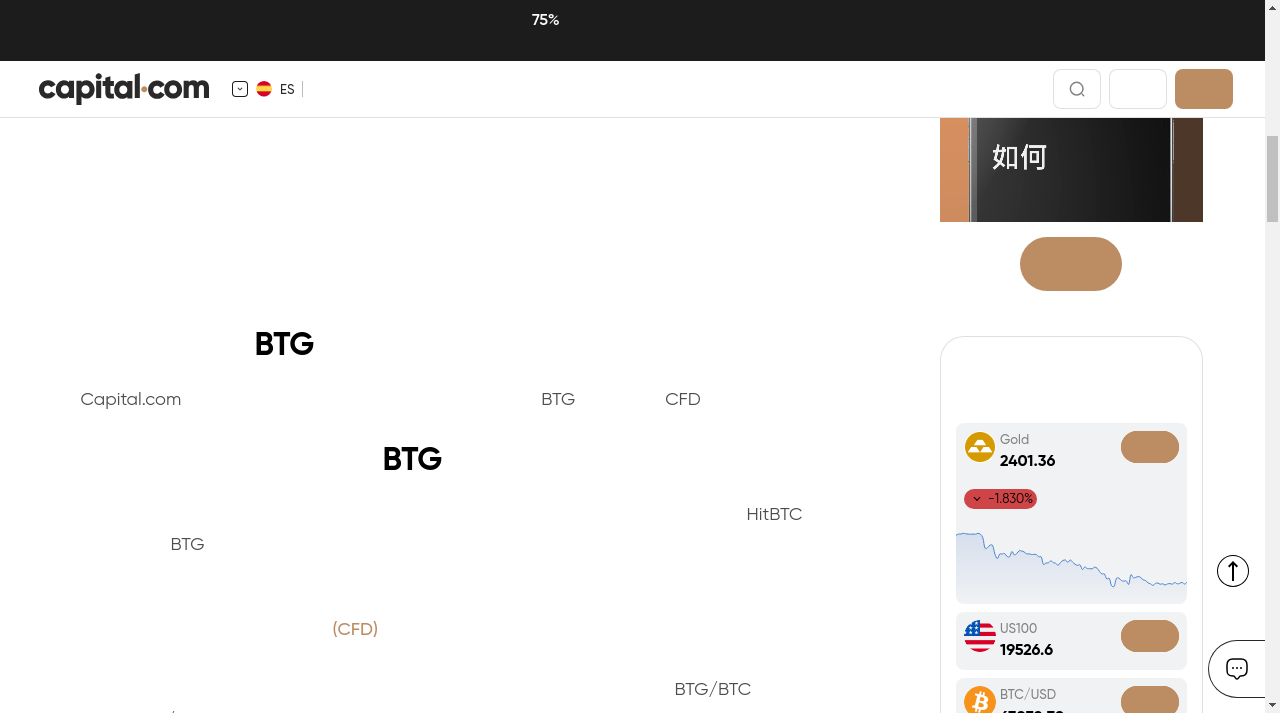 75%
capital.com
ES
如何
BTG
Capital.com BTG CFD
BTG
HitBTC
BTG
(CFD)
BTG/BTC
Gold
2401.36
-1.830%
US100
19526.6
BTC/USD